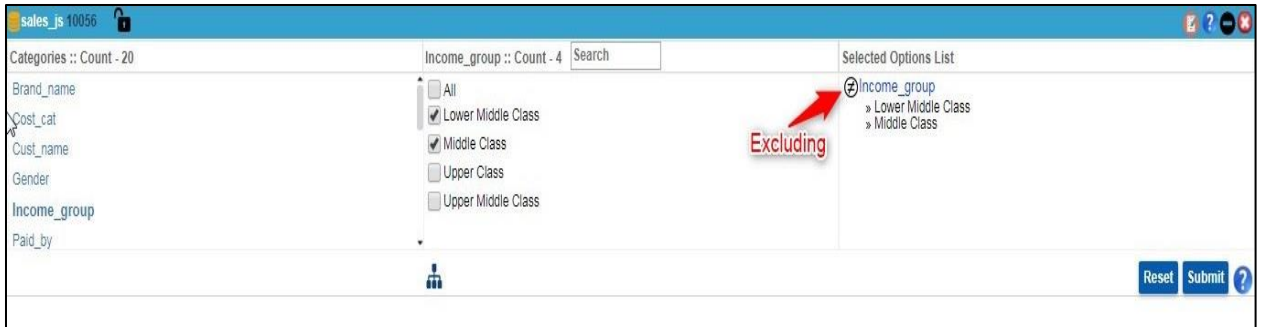 sales_js 10056
Categories :: Count - 20
Income_group :: Count - 4
Search
Selected Options List
Brand_name
Cost_cat
Cust_name
Gender
Income_group
Paid_by
All
Lower Middle Class
Middle Class
Upper Class
Upper Middle Class
≠ Income_group
» Lower Middle Class
» Middle Class
Excluding
Reset
Submit
?